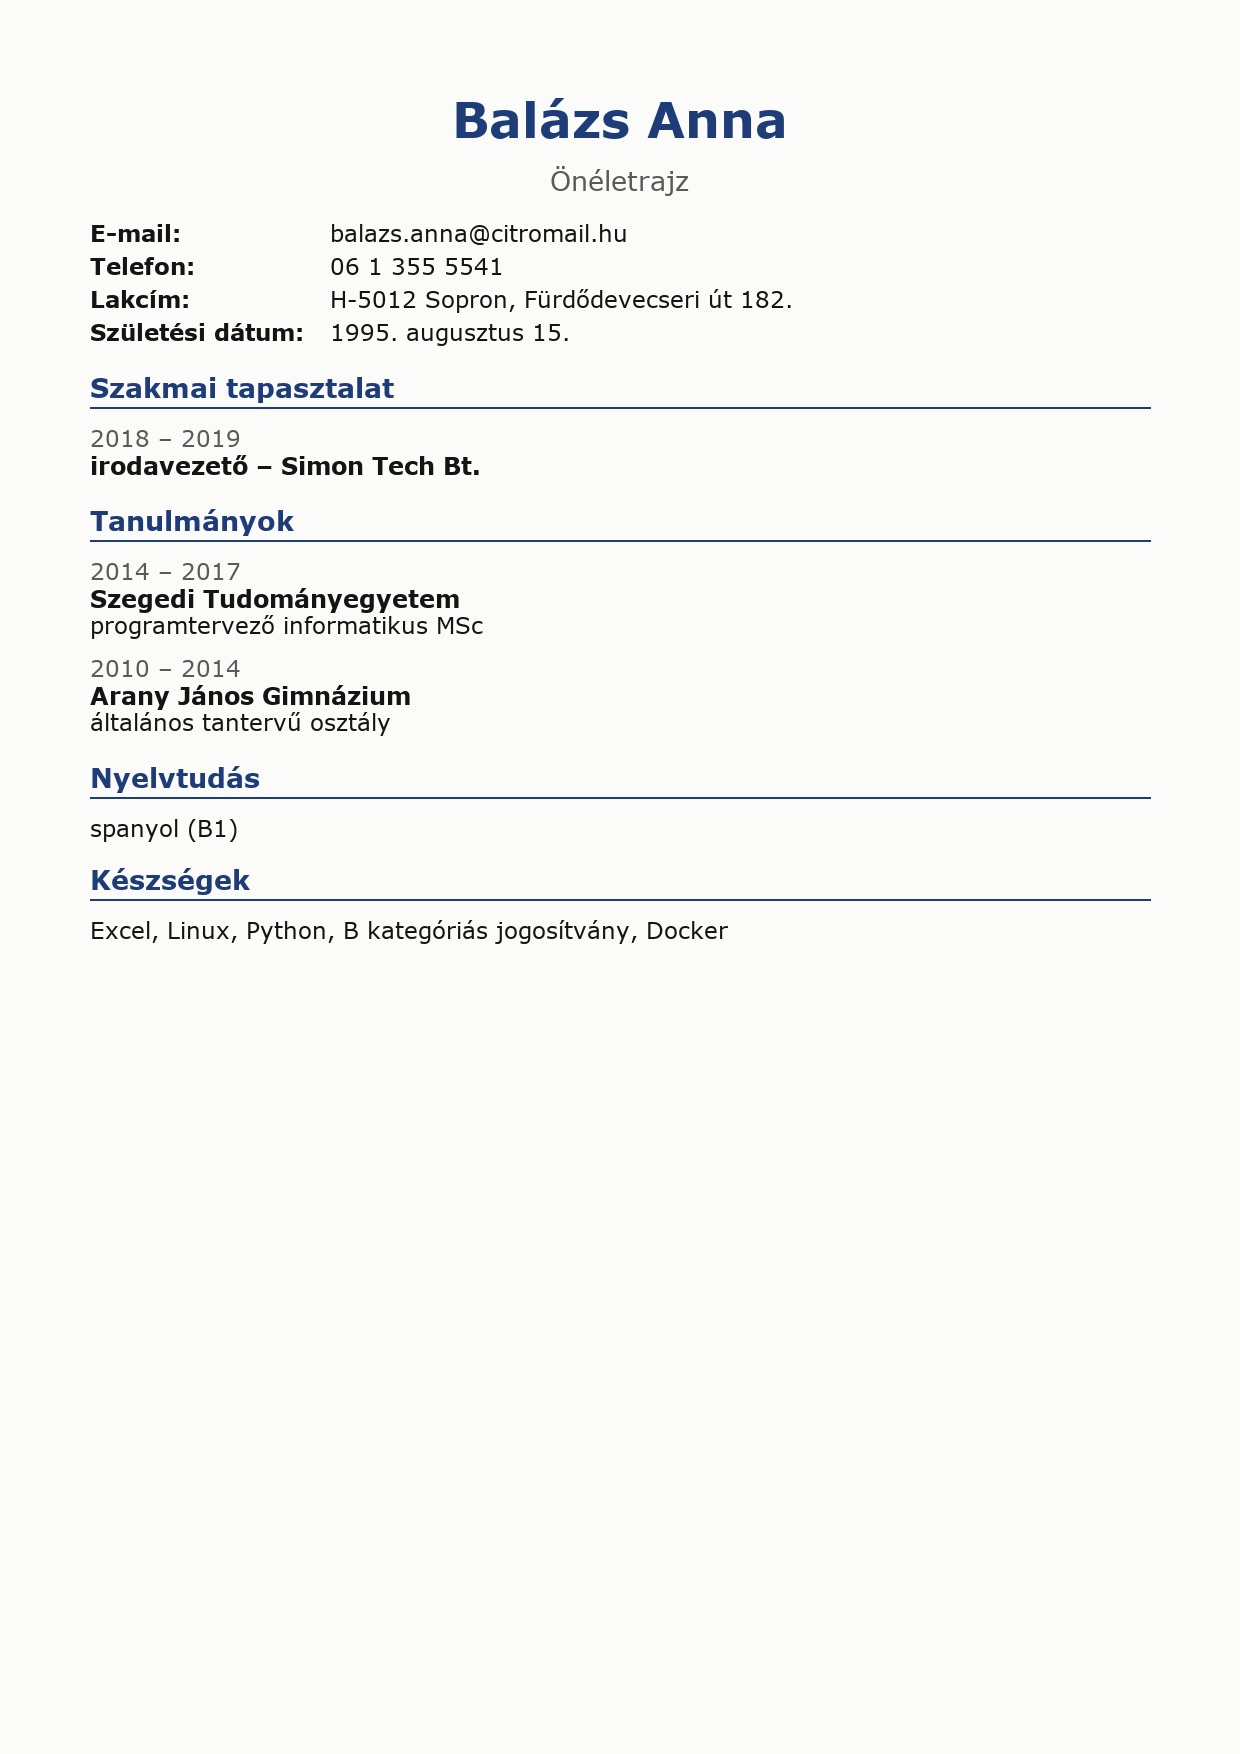 Balázs Anna
Önéletrajz
E-mail: balazs.anna@citromail.hu
Telefon: 06 1 355 5541
Lakcím: H-5012 Sopron, Fürdődevecseri út 182.
Születési dátum: 1995. augusztus 15.
Szakmai tapasztalat
2018 – 2019
irodavezető – Simon Tech Bt.
Tanulmányok
2014 – 2017
Szegedi Tudományegyetem
programtervező informatikus MSc
2010 – 2014
Arany János Gimnázium
általános tantervű osztály
Nyelvtudás
spanyol (B1)
Készségek
Excel, Linux, Python, B kategóriás jogosítvány, Docker